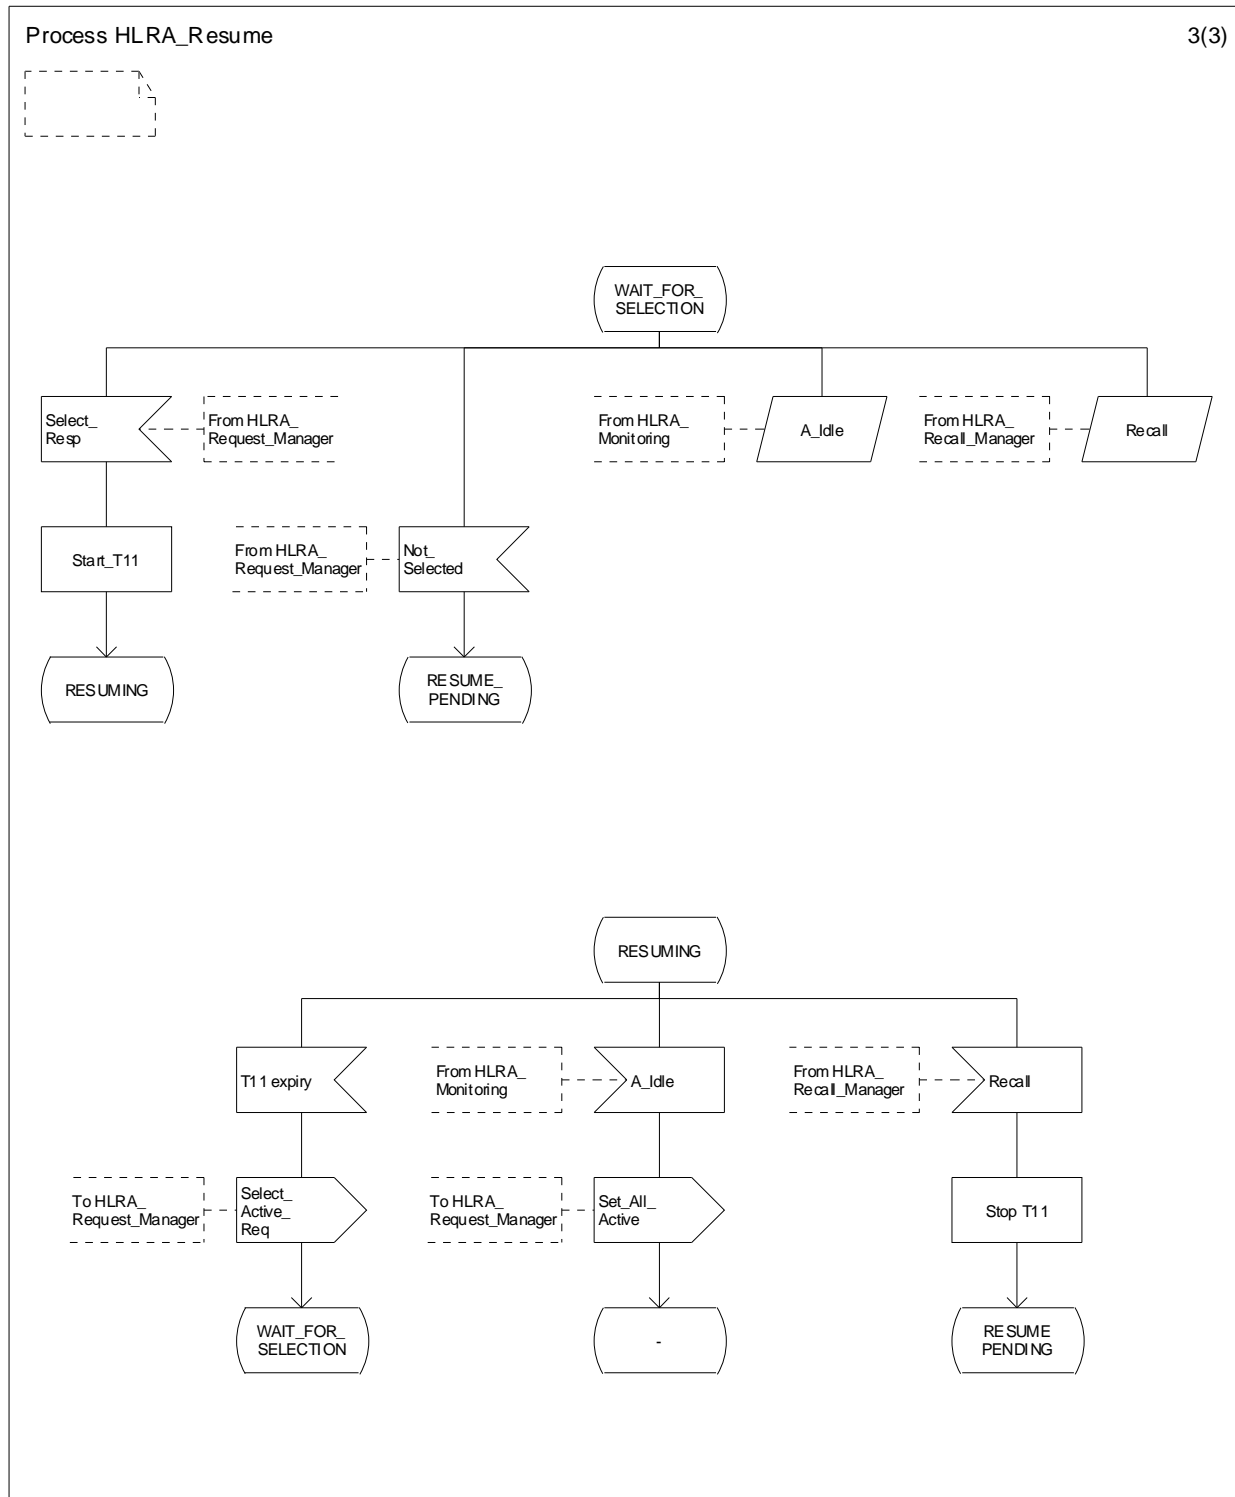 Process HLRA_Resume
3(3)
WAIT_FOR_
SELECTION
Select_
Resp
From HLRA_
Request_Manager
From HLRA_
Monitoring
A_Idle
From HLRA_
Recall_Manager
Recall
Start_T11
From HLRA_
Request_Manager
Not_
Selected
RESUMING
RESUME_
PENDING
RESUMING
T11 expiry
From HLRA_
Monitoring
A_Idle
From HLRA_
Recall_Manager
Recall
To HLRA_
Request_Manager
Select_
Active_
Req
To HLRA_
Request_Manager
Set_All_
Active
Stop T11
WAIT_FOR_
SELECTION
-
RESUME
PENDING